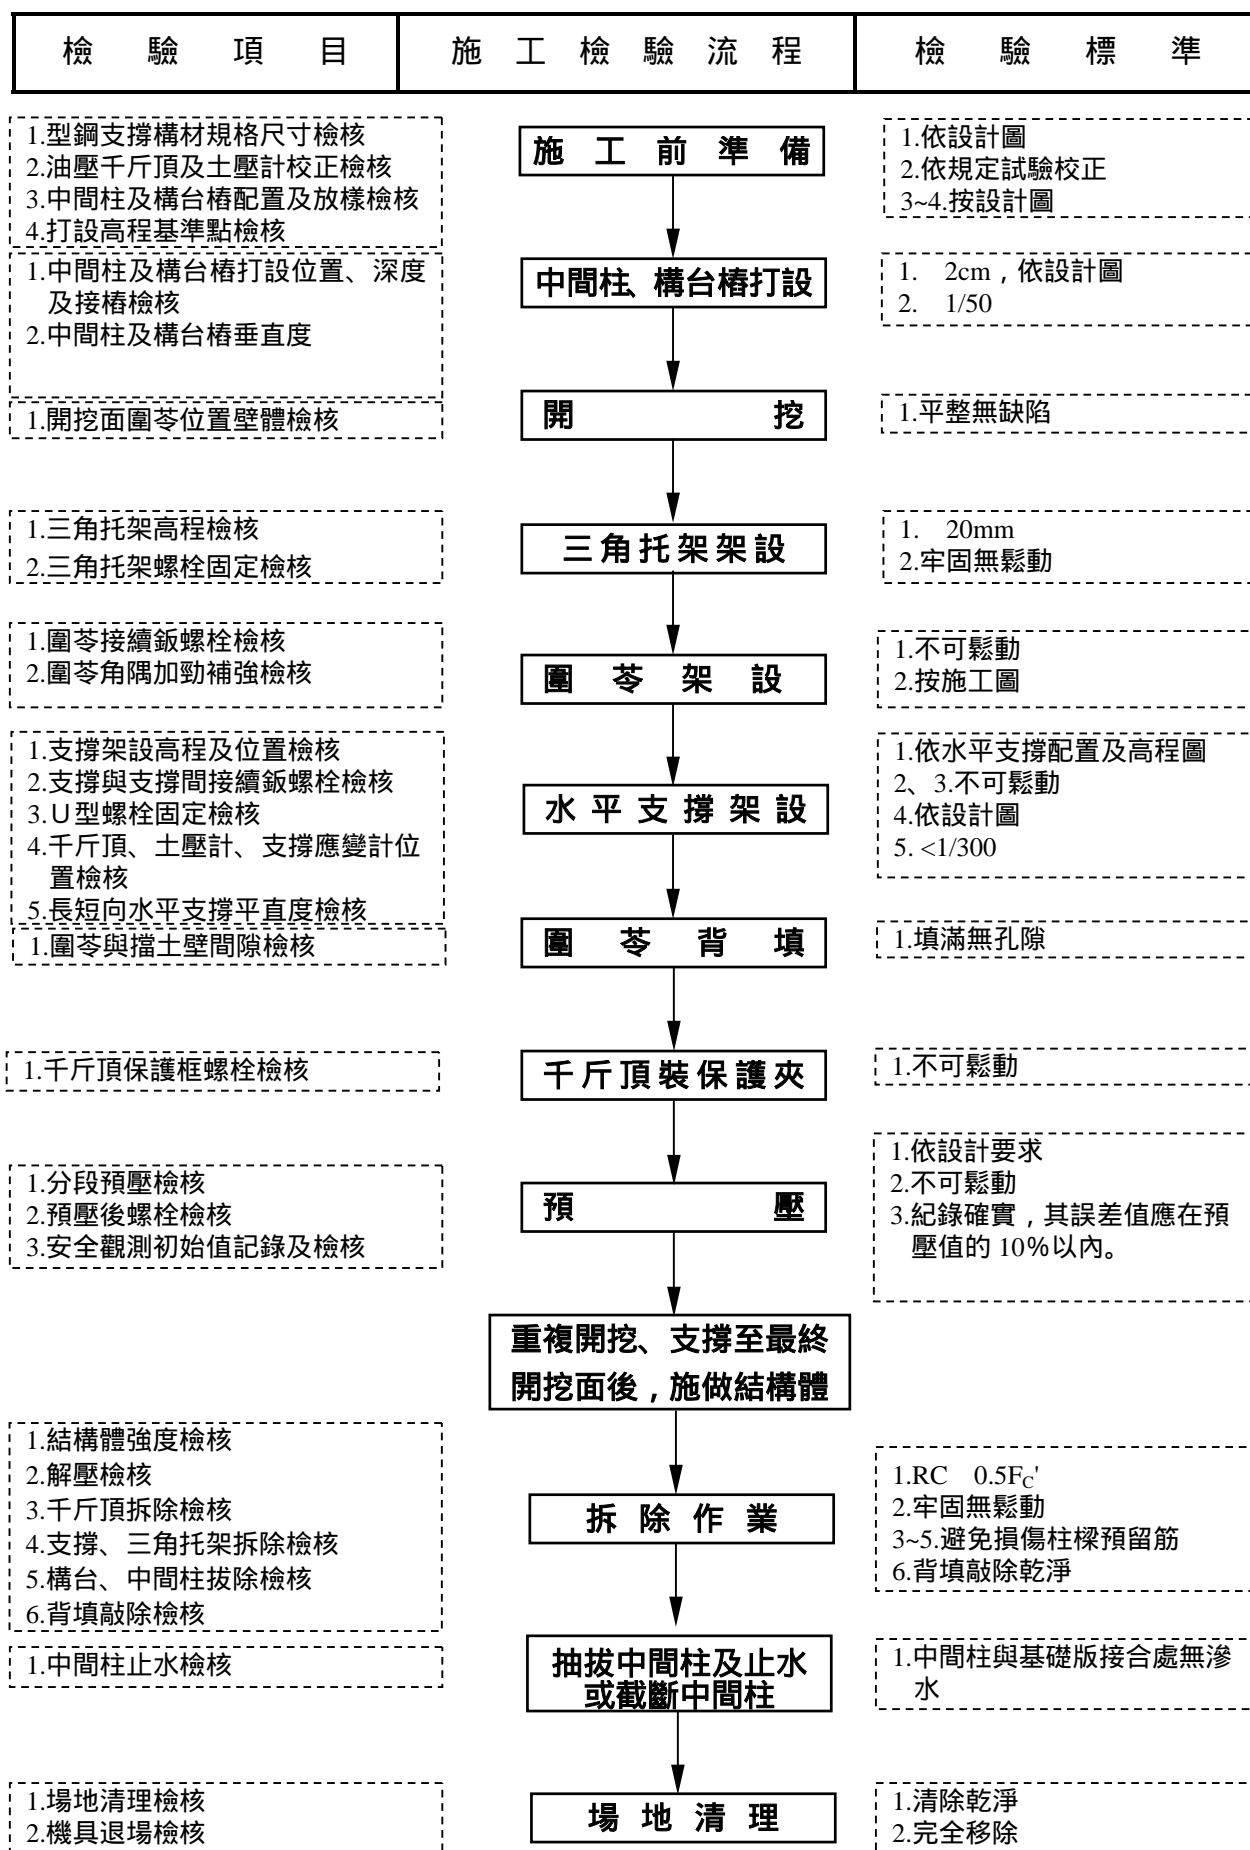 檢驗項目
施工檢驗流程
檢驗標準
1.型鋼支撐構材規格尺寸檢核
2.油壓千斤頂及土壓計校正檢核
3.中間柱及構台樁配置及放樣檢核
4.打設高程基準點檢核
施工前準備
1.依設計圖
2.依規定試驗校正
3~4.按設計圖
1.中間柱及構台樁打設位置、深度
及接樁檢核
2.中間柱及構台樁垂直度
中間柱、構台樁打設
1. 2cm，依設計圖
2. 1/50
1.開挖面圍苓位置壁體檢核
開挖
1.平整無缺陷
1.三角托架高程檢核
2.三角托架螺栓固定檢核
三角托架架設
1. 20mm
2.牢固無鬆動
1.圍苓接續鈑螺栓檢核
2.圍苓角隅加勁補強檢核
圍苓架設
1.不可鬆動
2.按施工圖
1.支撐架設高程及位置檢核
2.支撐與支撐間接續鈑螺栓檢核
3.U型螺栓固定檢核
4.千斤頂、土壓計、支撐應變計位
置檢核
5.長短向水平支撐平直度檢核
水平支撐架設
1.依水平支撐配置及高程圖
2、3.不可鬆動
4.依設計圖
5. <1/300
1.圍苓與擋土壁間隙檢核
圍苓背填
1.填滿無孔隙
1.千斤頂保護框螺栓檢核
千斤頂裝保護夾
1.不可鬆動
1.分段預壓檢核
2.預壓後螺栓檢核
3.安全觀測初始值記錄及檢核
預壓
1.依設計要求
2.不可鬆動
3.紀錄確實，其誤差值應在預
壓值的 10%以內。
重複開挖、支撐至最終
開挖面後，施做結構體
1.結構體強度檢核
2.解壓檢核
3.千斤頂拆除檢核
4.支撐、三角托架拆除檢核
5.構台、中間柱拔除檢核
6.背填敲除檢核
拆除作業
1.RC 0.5FC'
2.牢固無鬆動
3~5.避免損傷柱樑預留筋
6.背填敲除乾淨
1.中間柱止水檢核
抽拔中間柱及止水
或截斷中間柱
1.中間柱與基礎版接合處無滲
水
1.場地清理檢核
2.機具退場檢核
場地清理
1.清除乾淨
2.完全移除